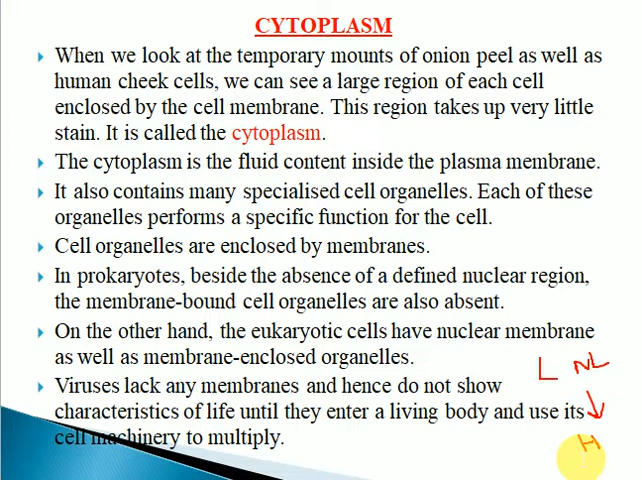 CYTOPLASM
When we look at the temporary mounts of onion peel as well as
human cheek cells, we can see a large region of each cell
enclosed by the cell membrane. This region takes up very little
stain. It is called the cytoplasm.
The cytoplasm is the fluid content inside the plasma membrane.
It also contains many specialised cell organelles. Each of these
organelles performs a specific function for the cell.
Cell organelles are enclosed by membranes.
In prokaryotes, beside the absence of a defined nuclear region,
the membrane-bound cell organelles are also absent.
On the other hand, the eukaryotic cells have nuclear membrane
as well as membrane-enclosed organelles.
L NL
Viruses lack any membranes and hence do not show
characteristics of life until they enter a living body and use its
cell machinery to multiply.
H